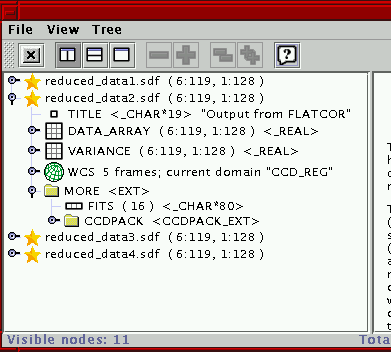 File View Tree
reduced_data1.sdf (6:119, 1:128)
reduced_data2.sdf (6:119, 1:128)
TITLE <_CHAR*19> "Output from FLATCOR"
DATA_ARRAY (6:119, 1:128) <_REAL>
VARIANCE (6:119, 1:128) <_REAL>
WCS 5 frames; current domain "CCD_REG"
MORE <EXT>
FITS (16) <_CHAR*80>
CCDPACK <CCDPACK_EXT>
reduced_data3.sdf (6:119, 1:128)
reduced_data4.sdf (6:119, 1:128)
Visible nodes: 11